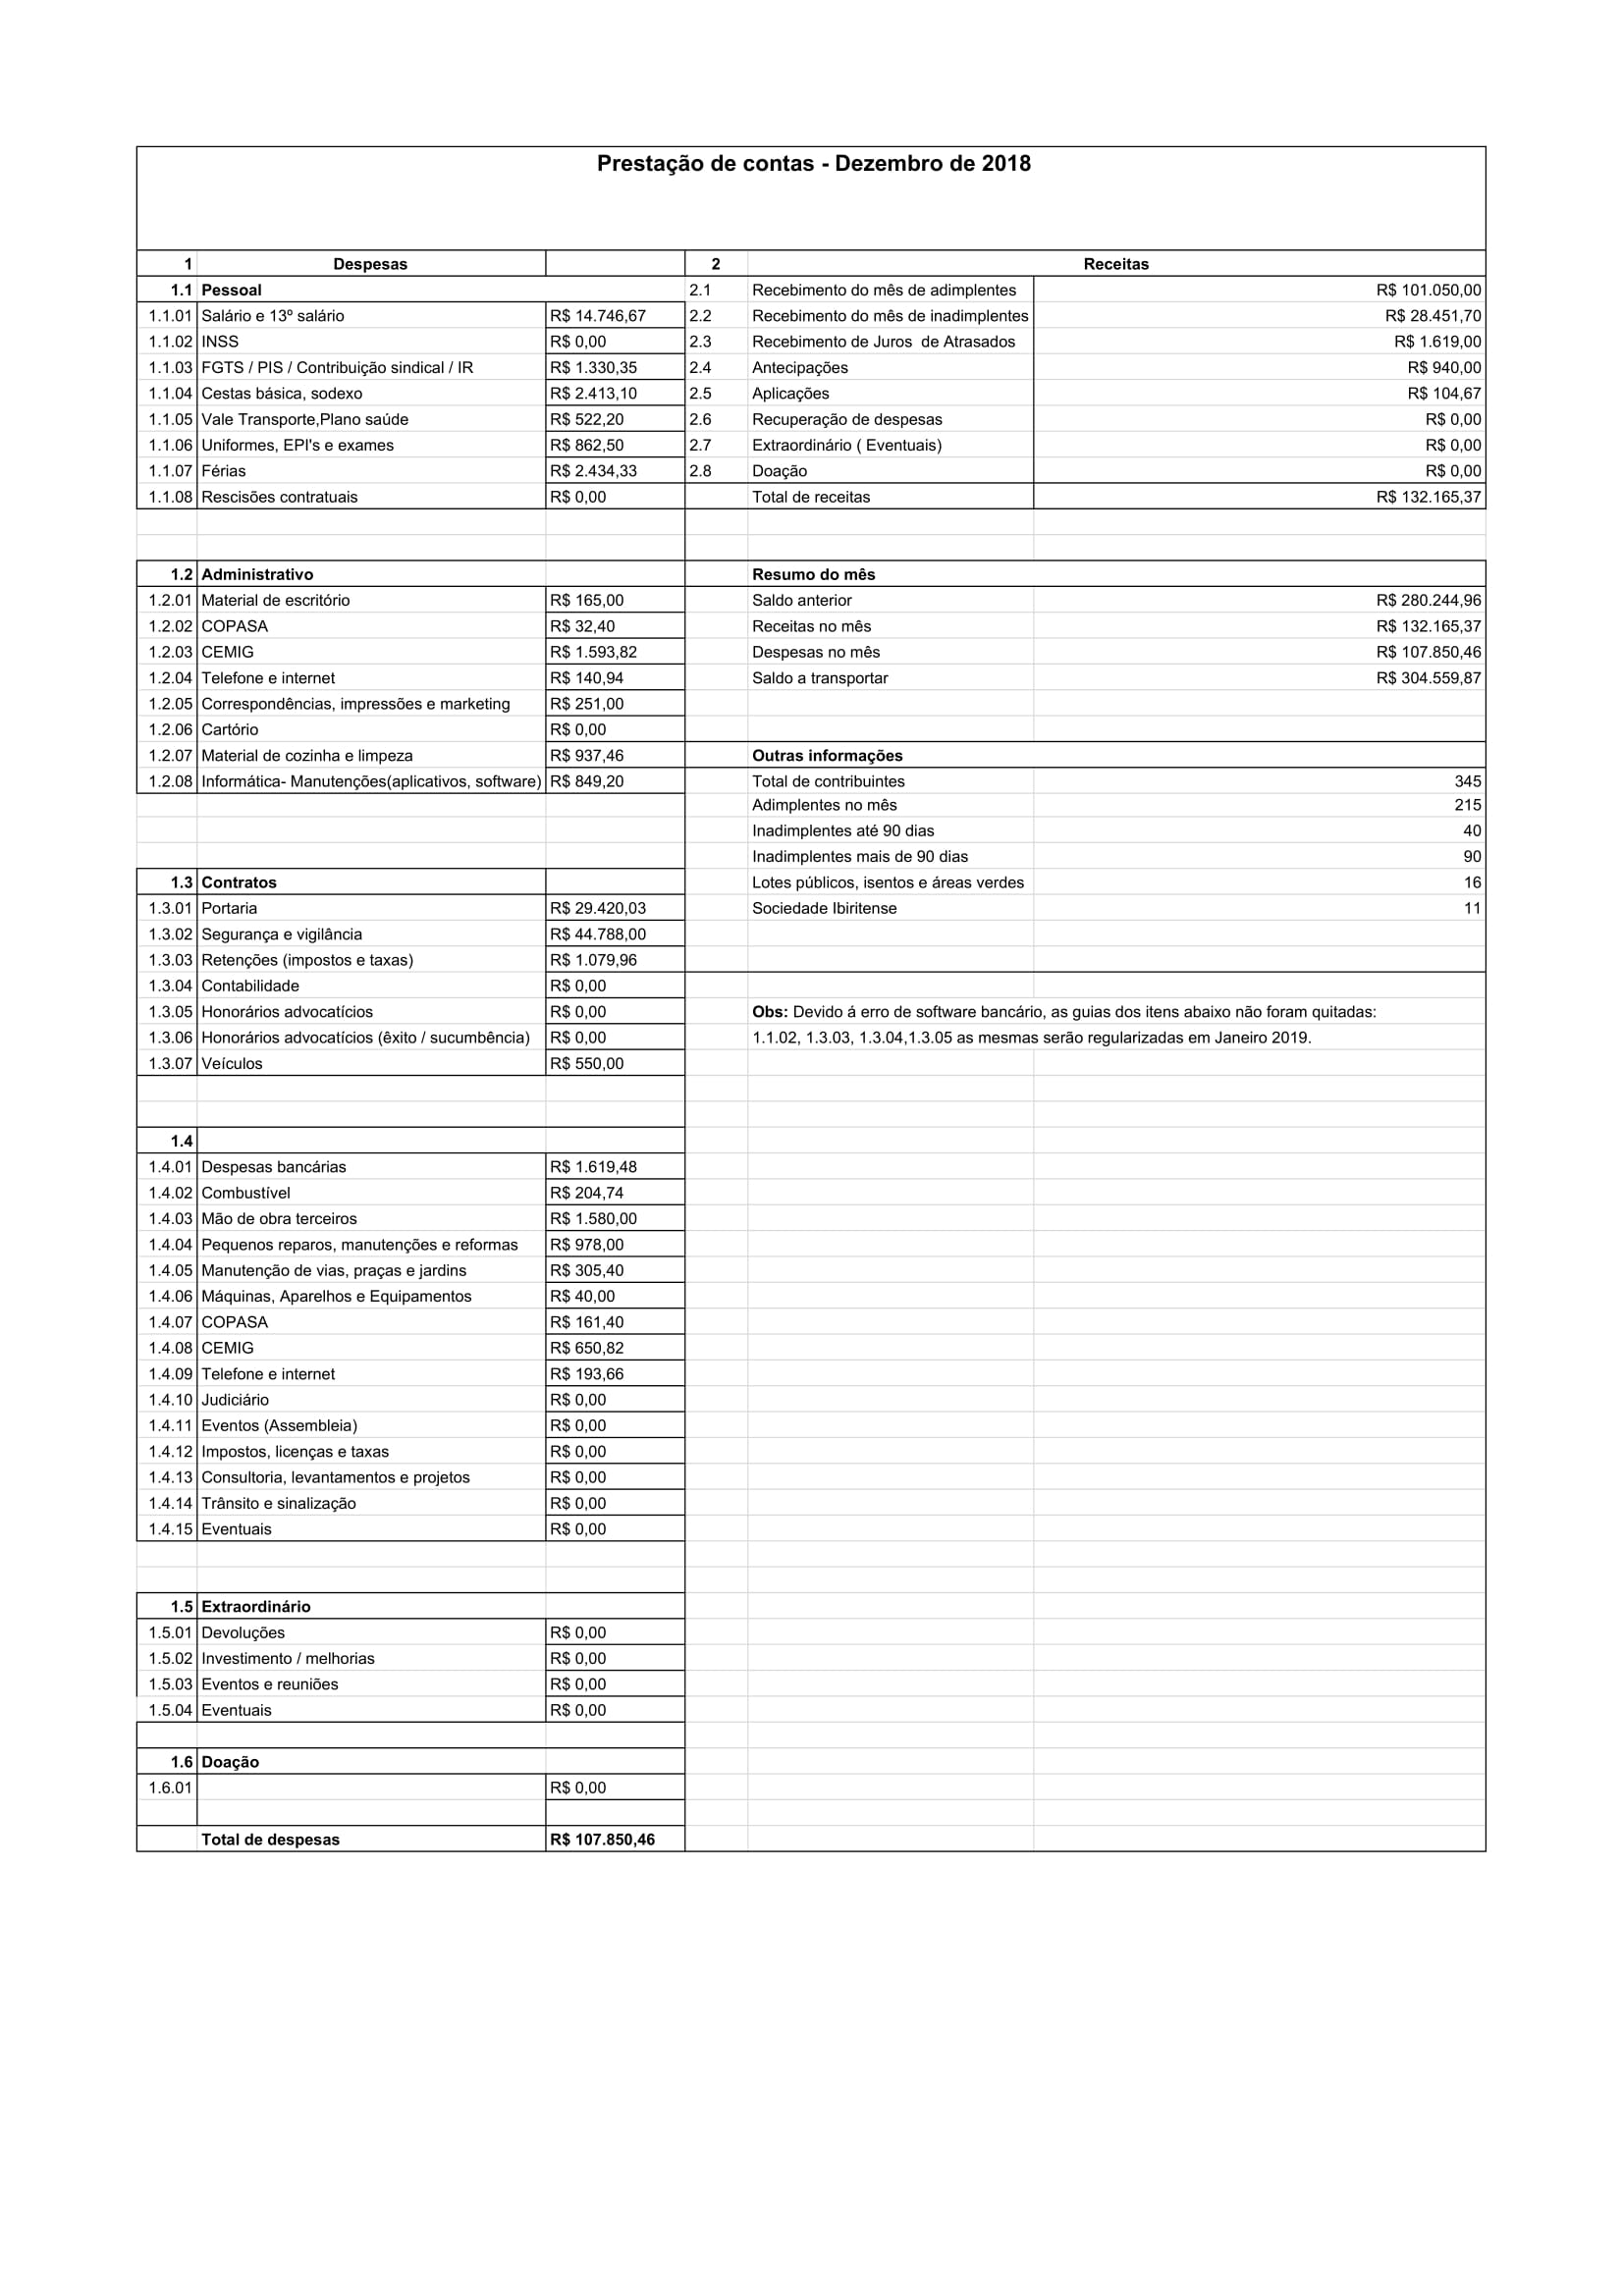 Prestação de contas - Dezembro de 2018
1 Despesas 2 Receitas
1.1 Pessoal 2.1 Recebimento do mês de adimplentes R$ 101.050,00
1.1.01 Salário e 13º salário R$ 14.746,67 2.2 Recebimento do mês de inadimplentes R$ 28.451,70
1.1.02 INSS R$ 0,00 2.3 Recebimento de Juros  de Atrasados R$ 1.619,00
1.1.03 FGTS / PIS / Contribuição sindical / IR R$ 1.330,35 2.4 Antecipações R$ 940,00
1.1.04 Cestas básica, sodexo R$ 2.413,10 2.5 Aplicações R$ 104,67
1.1.05 Vale Transporte,Plano saúde R$ 522,20 2.6 Recuperação de despesas R$ 0,00
1.1.06 Uniformes, EPI's e exames R$ 862,50 2.7 Extraordinário ( Eventuais) R$ 0,00
1.1.07 Férias R$ 2.434,33 2.8 Doação R$ 0,00
1.1.08 Rescisões contratuais R$ 0,00 Total de receitas R$ 132.165,37
1.2 Administrativo Resumo do mês
1.2.01 Material de escritório R$ 165,00 Saldo anterior R$ 280.244,96
1.2.02 COPASA R$ 32,40 Receitas no mês R$ 132.165,37
1.2.03 CEMIG R$ 1.593,82 Despesas no mês R$ 107.850,46
1.2.04 Telefone e internet R$ 140,94 Saldo a transportar R$ 304.559,87
1.2.05 Correspondências, impressões e marketing R$ 251,00
1.2.06 Cartório R$ 0,00
1.2.07 Material de cozinha e limpeza R$ 937,46 Outras informações
1.2.08 Informática- Manutenções(aplicativos, software) R$ 849,20 Total de contribuintes 345
Adimplentes no mês 215
Inadimplentes até 90 dias 40
Inadimplentes mais de 90 dias 90
1.3 Contratos Lotes públicos, isentos e áreas verdes 16
1.3.01 Portaria R$ 29.420,03 Sociedade Ibiritense 11
1.3.02 Segurança e vigilância R$ 44.788,00
1.3.03 Retenções (impostos e taxas) R$ 1.079,96
1.3.04 Contabilidade R$ 0,00
1.3.05 Honorários advocatícios R$ 0,00 Obs: Devido á erro de software bancário, as guias dos itens abaixo não foram quitadas:
1.3.06 Honorários advocatícios (êxito / sucumbência) R$ 0,00 1.1.02, 1.3.03, 1.3.04,1.3.05 as mesmas serão regularizadas em Janeiro 2019.
1.3.07 Veículos R$ 550,00
1.4
1.4.01 Despesas bancárias R$ 1.619,48
1.4.02 Combustível R$ 204,74
1.4.03 Mão de obra terceiros R$ 1.580,00
1.4.04 Pequenos reparos, manutenções e reformas R$ 978,00
1.4.05 Manutenção de vias, praças e jardins R$ 305,40
1.4.06 Máquinas, Aparelhos e Equipamentos R$ 40,00
1.4.07 COPASA R$ 161,40
1.4.08 CEMIG R$ 650,82
1.4.09 Telefone e internet R$ 193,66
1.4.10 Judiciário R$ 0,00
1.4.11 Eventos (Assembleia) R$ 0,00
1.4.12 Impostos, licenças e taxas R$ 0,00
1.4.13 Consultoria, levantamentos e projetos R$ 0,00
1.4.14 Trânsito e sinalização R$ 0,00
1.4.15 Eventuais R$ 0,00
1.5 Extraordinário
1.5.01 Devoluções R$ 0,00
1.5.02 Investimento / melhorias R$ 0,00
1.5.03 Eventos e reuniões R$ 0,00
1.5.04 Eventuais R$ 0,00
1.6 Doação
1.6.01 R$ 0,00
Total de despesas R$ 107.850,46